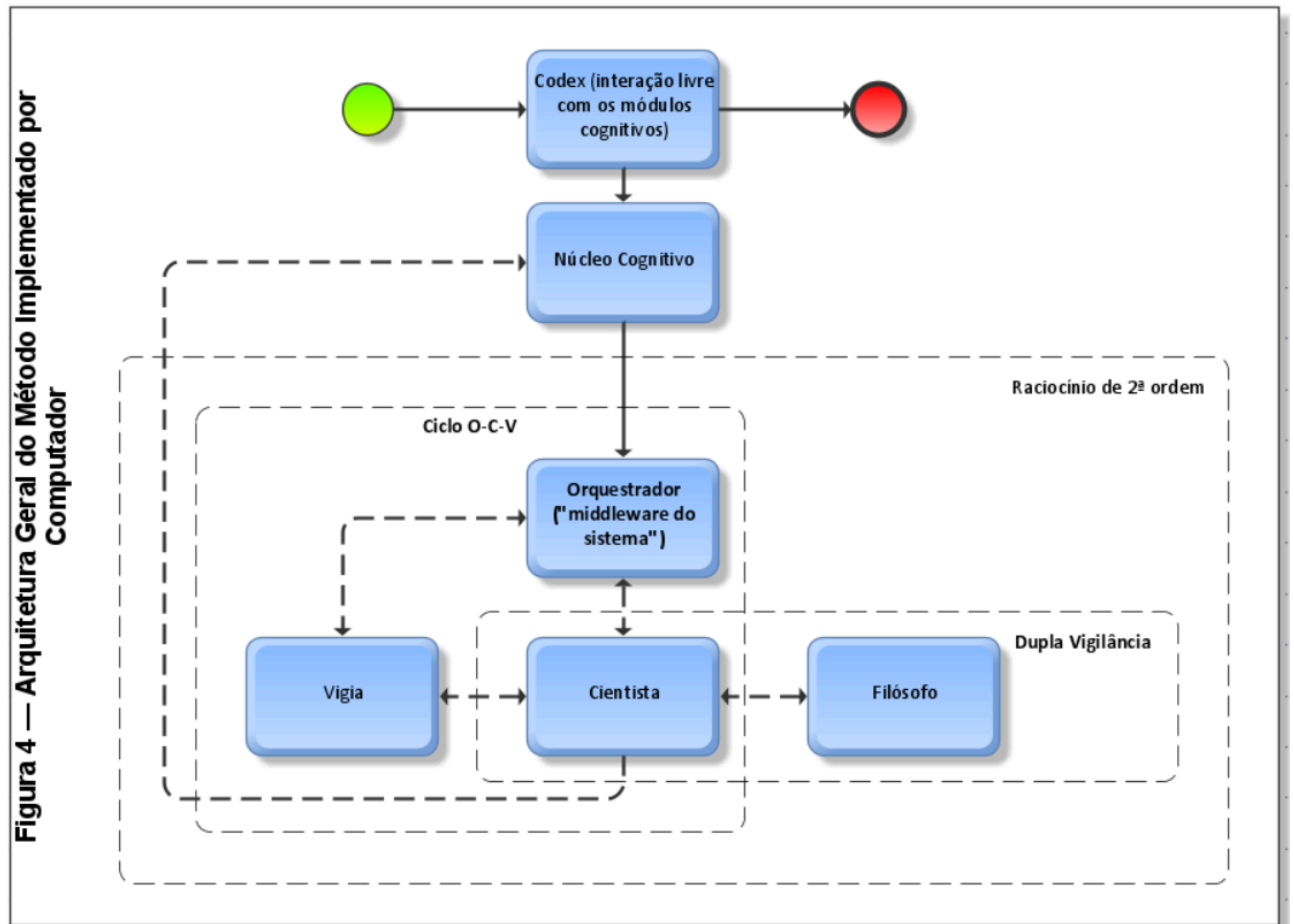 Figura 4 — Arquitetura Geral do Método Implementado por
Computador
Codex (interação livre
com os módulos
cognitivos)
Núcleo Cognitivo
Raciocínio de 2ª ordem
Ciclo O-C-V
Orquestrador
("middleware do
sistema")
Dupla Vigilância
Vigia
Cientista
Filósofo